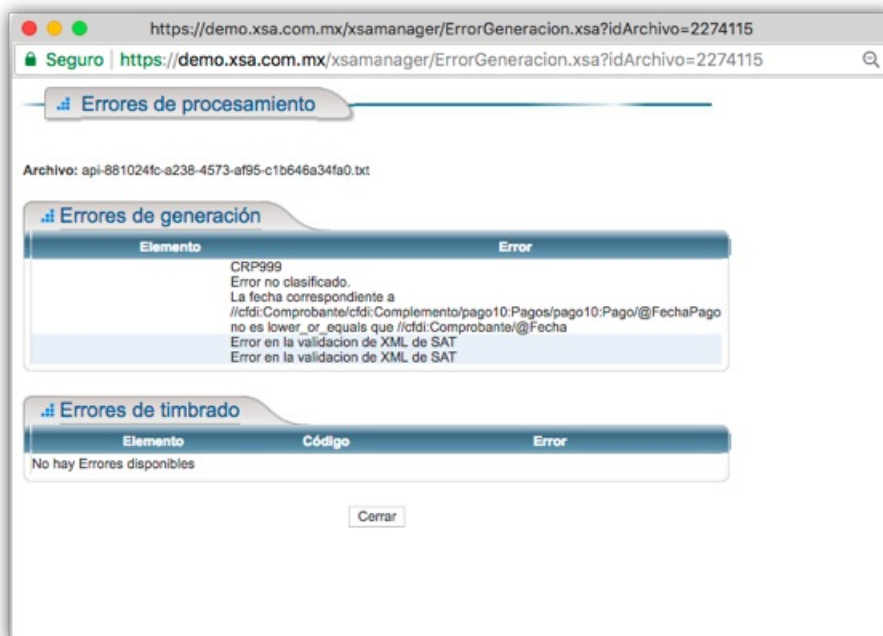 https://demo.xsa.com.mx/xsamanager/ErrorGeneracion.xsa?idArchivo=2274115
Seguro | https://demo.xsa.com.mx/xsamanager/ErrorGeneracion.xsa?idArchivo=2274115
Errores de procesamiento
Archivo: api-881024fc-a238-4573-af95-c1b646a34fa0.txt
Errores de generación
Elemento Error
CRP999
Error no clasificado.
La fecha correspondiente a
//cfdi:Comprobante/cfdi:Complemento/pago10:Pagos/pago10:Pago/@FechaPago
no es lower_or_equals que //cfdi:Comprobante/@Fecha
Error en la validacion de XML de SAT
Error en la validacion de XML de SAT
Errores de timbrado
Elemento Código Error
No hay Errores disponibles
Cerrar